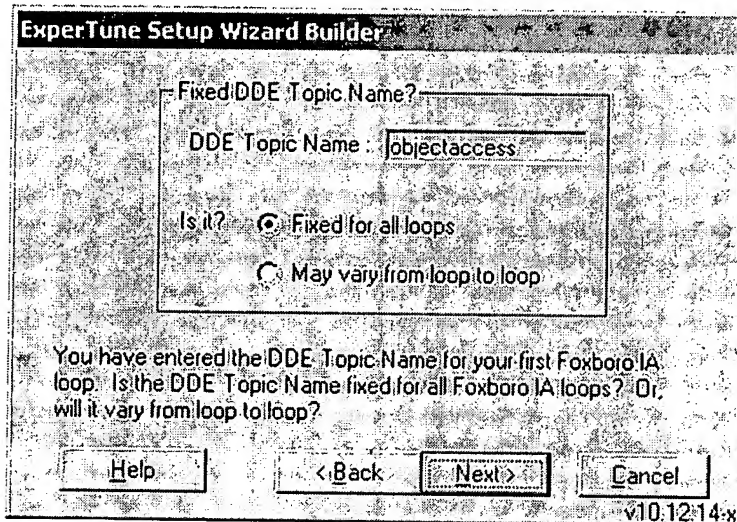 ExperTune Setup Wizard Builder
Fixed DDE Topic Name?
DDE Topic Name : objectaccess
Is it? Fixed for all loops
May vary from loop to loop
You have entered the DDE Topic Name for your first Foxboro IA
loop. Is the DDE Topic Name fixed for all Foxboro IA loops? Or,
will it vary from loop to loop?
Help < Back Next > Cancel
v10.12.14-x